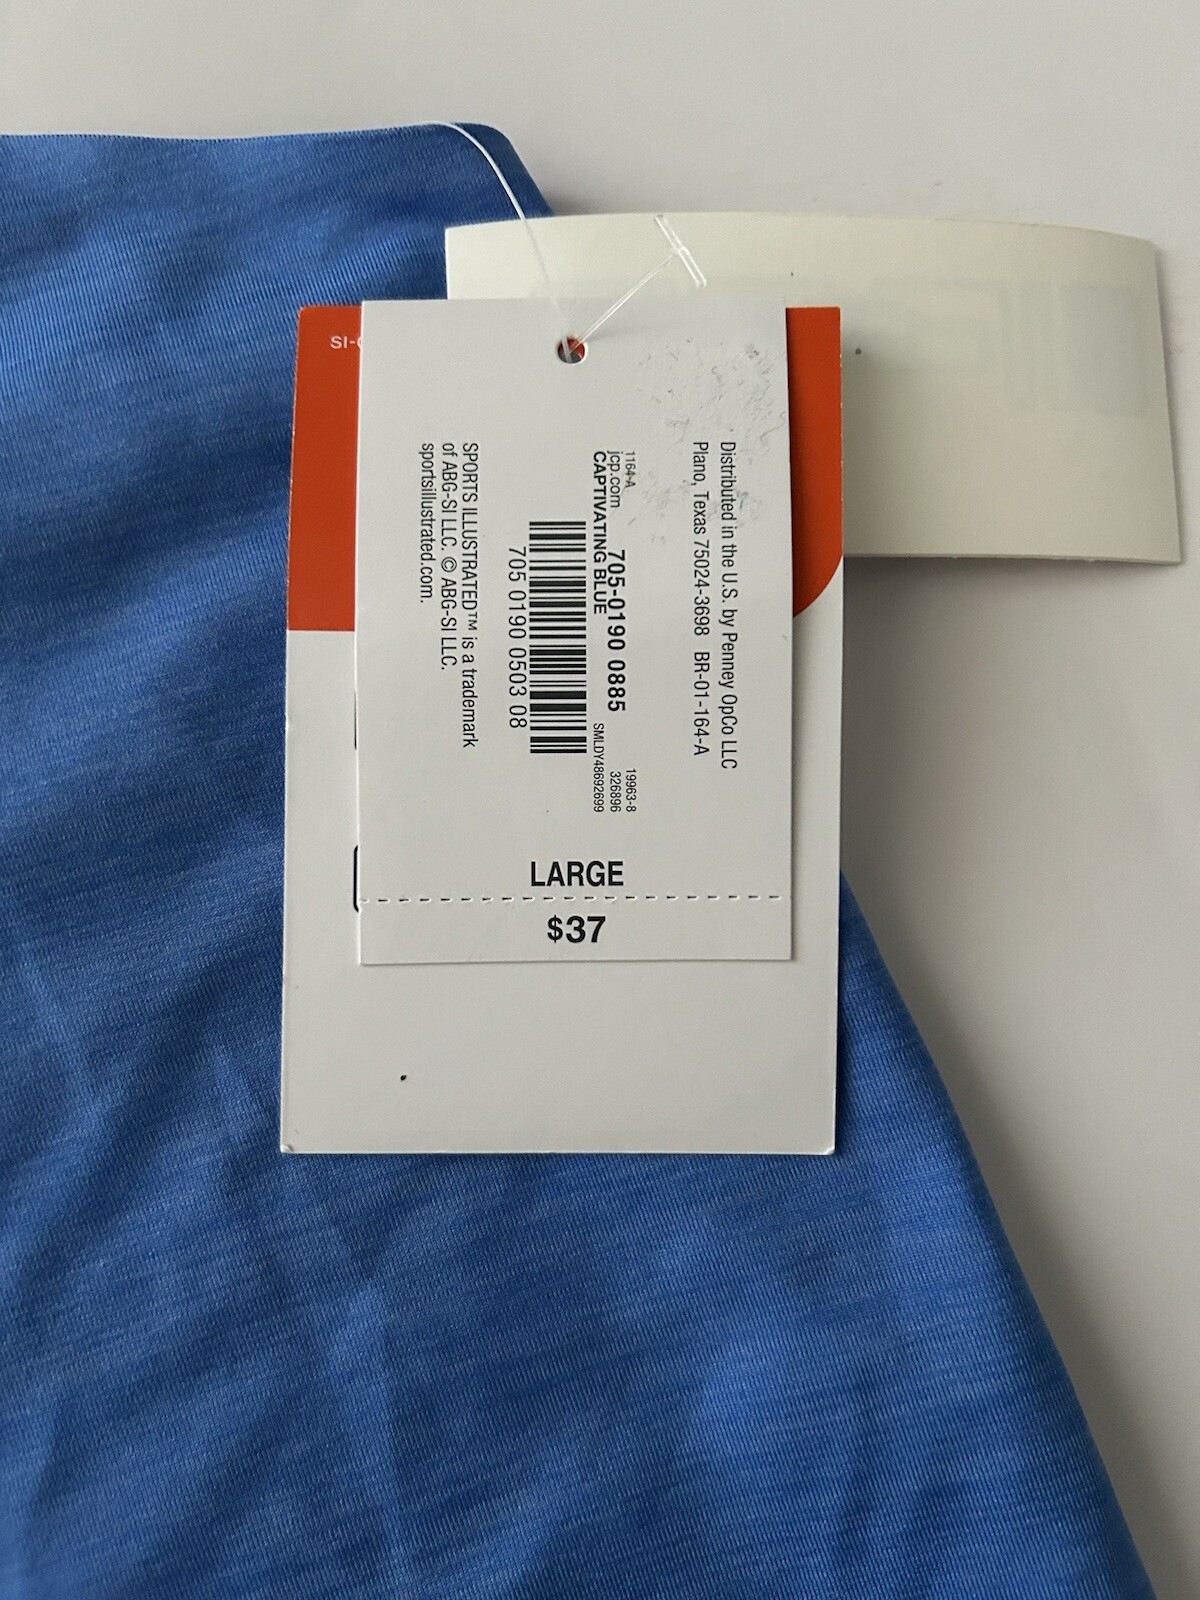 SI-
Distributed in the U.S. by Penney OpCo LLC
Plano, Texas 75024-3698 BR-01-164-A
1164-A
19963-8
jcp.com 705-0190 0885
326896
CAPTIVATING BLUE
SMLDY48692699
705 0190 0503 08
SPORTS ILLUSTRATED™ is a trademark
of ABG-SI LLC. © ABG-SI LLC.
sportsillustrated.com.
LARGE
$37